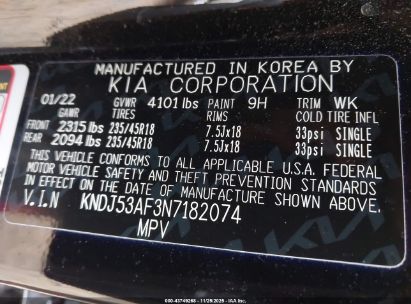 MANUFACTURED IN KOREA BY
KIA CORPORATION
01/22 GVWR 4101 lbs PAINT 9H TRIM WK
GAWR TIRES RIMS COLD TIRE INFL
FRONT 2315 lbs 235/45R18 7.5Jx18 33psi SINGLE
REAR 2094 lbs 235/45R18 7.5Jx18 33psi SINGLE
THIS VEHICLE CONFORMS TO ALL APPLICABLE U.S.A. FEDERAL
MOTOR VEHICLE SAFETY AND THEFT PREVENTION STANDARDS
IN EFFECT ON THE DATE OF MANUFACTURE SHOWN ABOVE.
V.I.N KNDJ53AF3N7182074
MPV